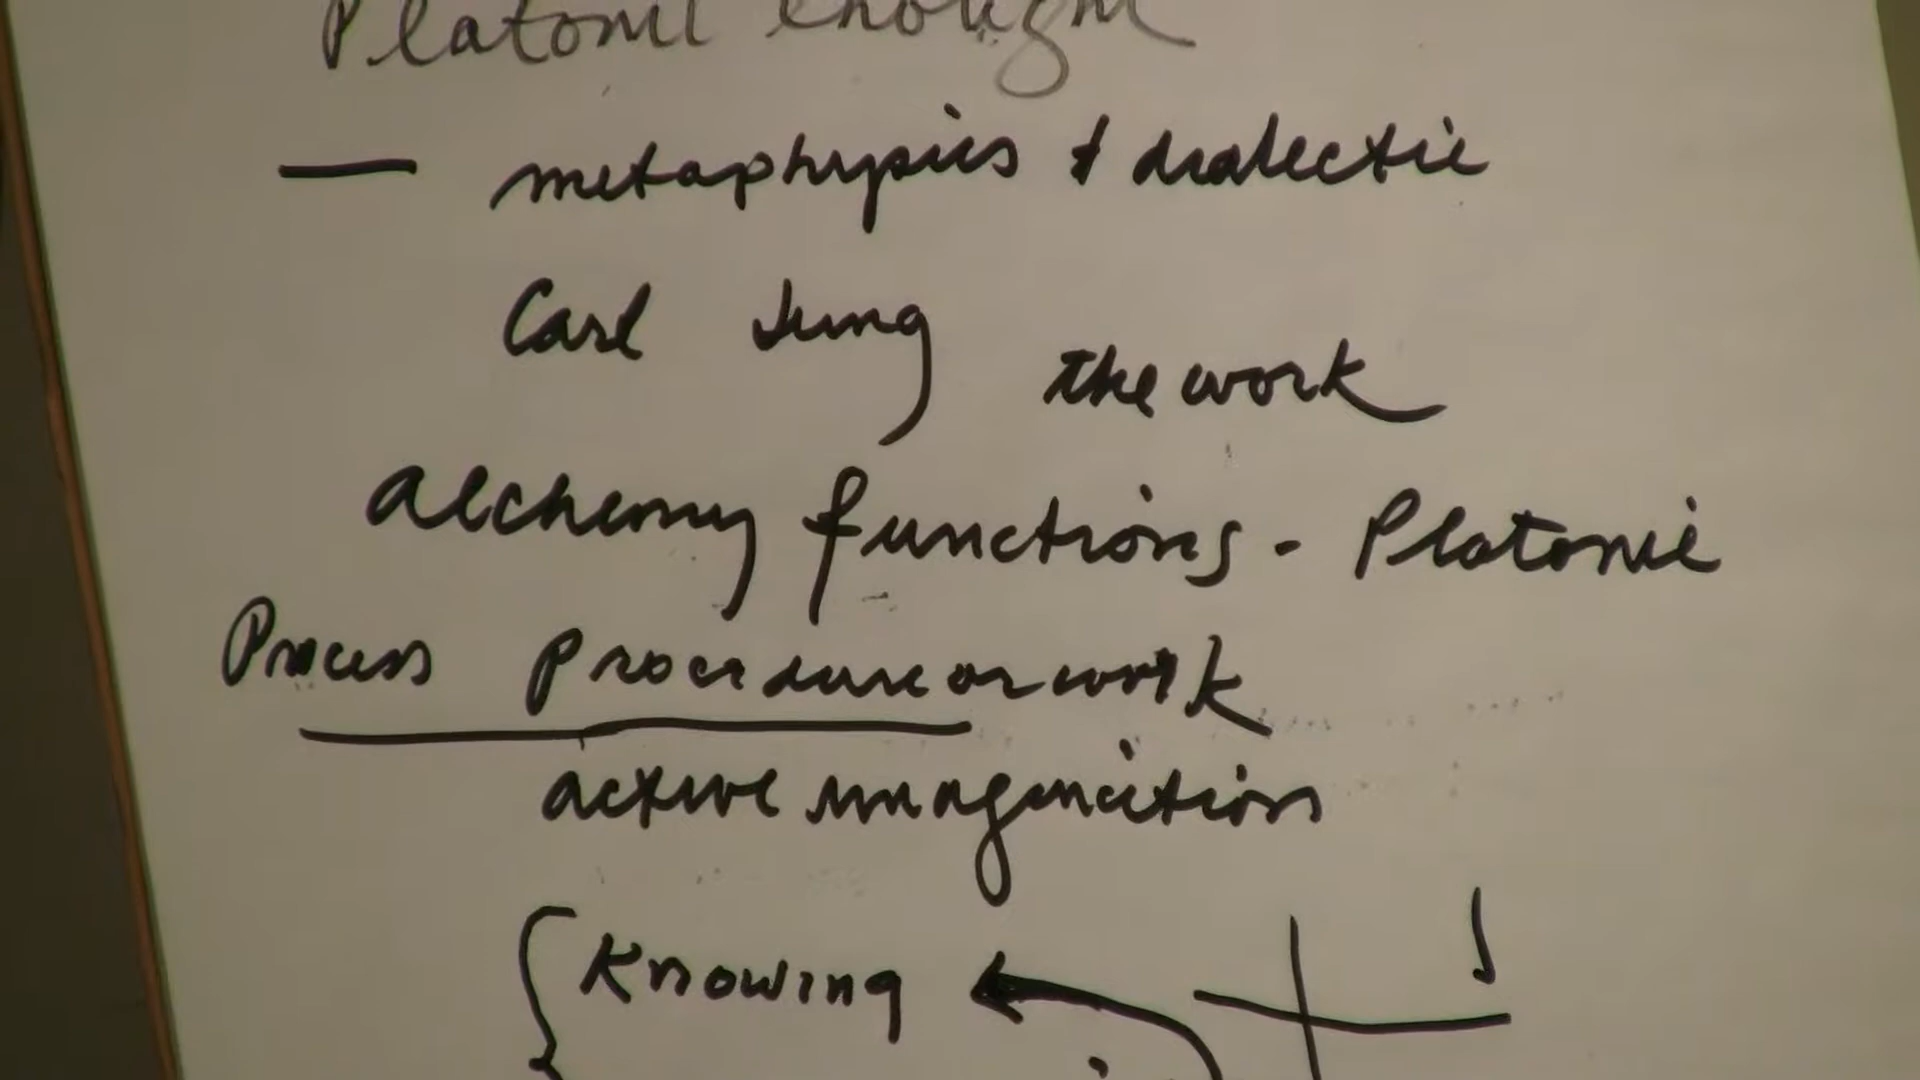 Platonic thought
— metaphysics & dialectic
Carl Jung
the work
alchemy functions - Platonic
Process procedure or work
active imagination
{ Knowing